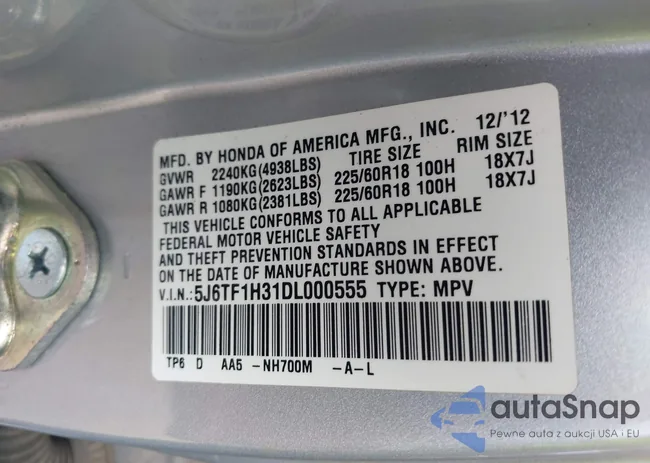 MFD. BY HONDA OF AMERICA MFG., INC. 12/'12
GVWR 2240KG(4938LBS) TIRE SIZE RIM SIZE
GAWR F 1190KG(2623LBS) 225/60R18 100H 18X7J
GAWR R 1080KG(2381LBS) 225/60R18 100H 18X7J
THIS VEHICLE CONFORMS TO ALL APPLICABLE
FEDERAL MOTOR VEHICLE SAFETY
AND THEFT PREVENTION STANDARDS IN EFFECT
ON THE DATE OF MANUFACTURE SHOWN ABOVE.
V.I.N.:5J6TF1H31DL000555 TYPE: MPV
TP6 D AA5 -NH700M -A-L
autaSnap
Pewne auta z aukcji USA i EU